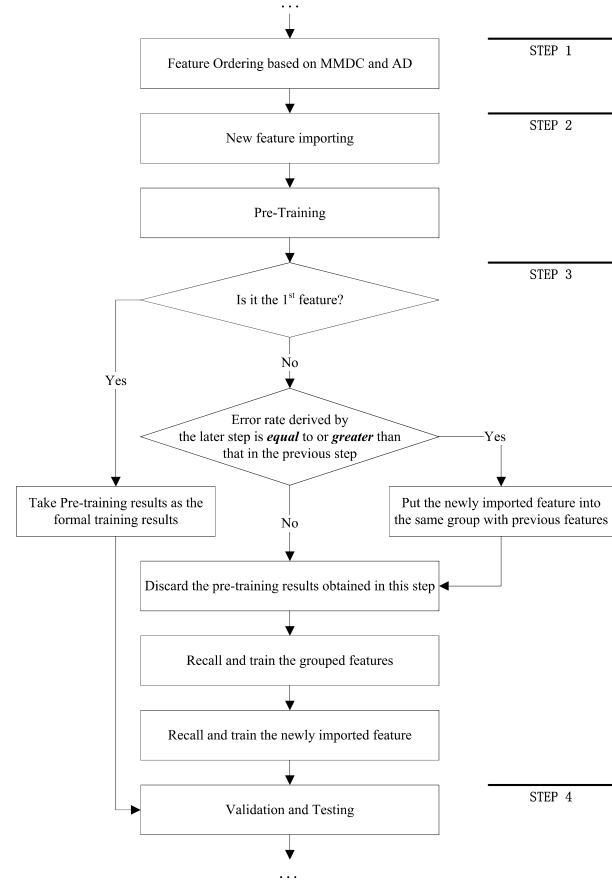 ...
Feature Ordering based on MMDC and AD
STEP 1
New feature importing
STEP 2
Pre-Training
STEP 3
Is it the 1st feature?
No
Yes
Error rate derived by
the later step is equal to or greater than
that in the previous step
Yes
Take Pre-training results as the
formal training results
Put the newly imported feature into
the same group with previous features
No
Discard the pre-training results obtained in this step
Recall and train the grouped features
Recall and train the newly imported feature
Validation and Testing
STEP 4
...